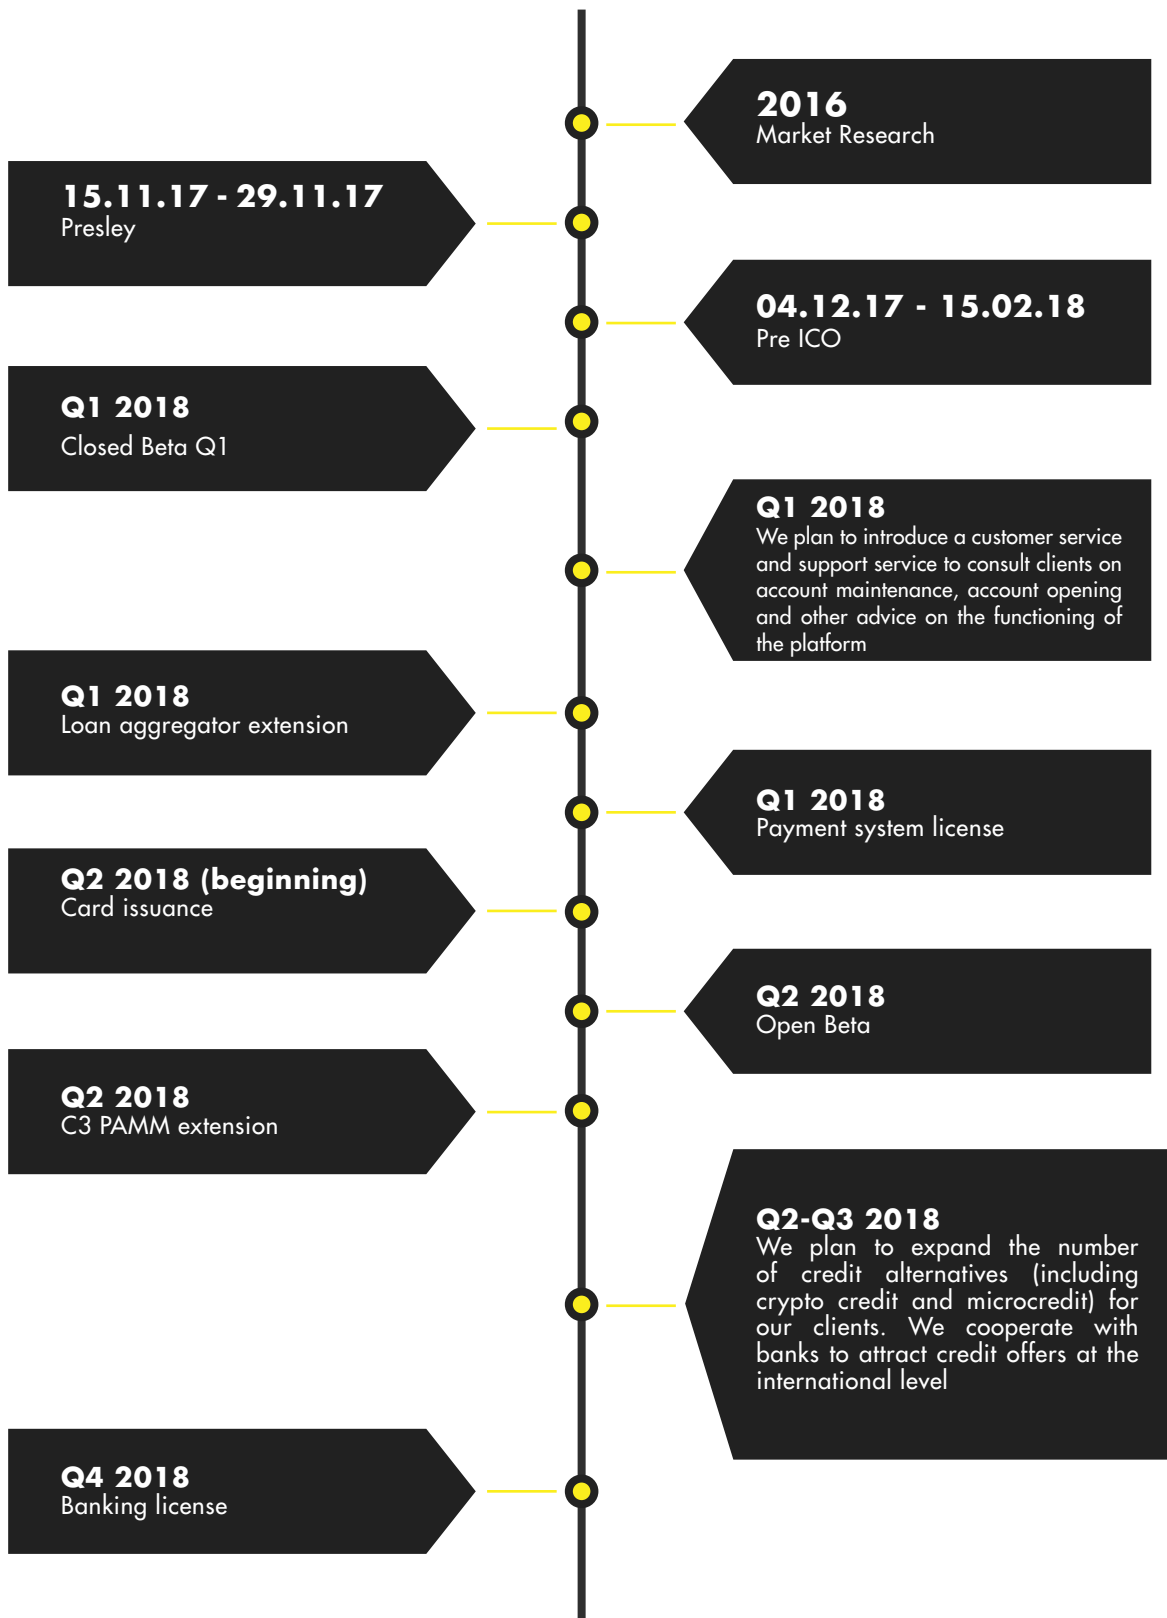 2016
Market Research
15.11.17 - 29.11.17
Presley
04.12.17 - 15.02.18
Pre ICO
Q1 2018
Closed Beta Q1
Q1 2018
We plan to introduce a customer service
and support service to consult clients on
account maintenance, account opening
and other advice on the functioning of
the platform
Q1 2018
Loan aggregator extension
Q1 2018
Payment system license
Q2 2018 (beginning)
Card issuance
Q2 2018
Open Beta
Q2 2018
C3 PAMM extension
Q2-Q3 2018
We plan to expand the number
of credit alternatives (including
crypto credit and microcredit) for
our clients. We cooperate with
banks to attract credit offers at the
international level
Q4 2018
Banking license